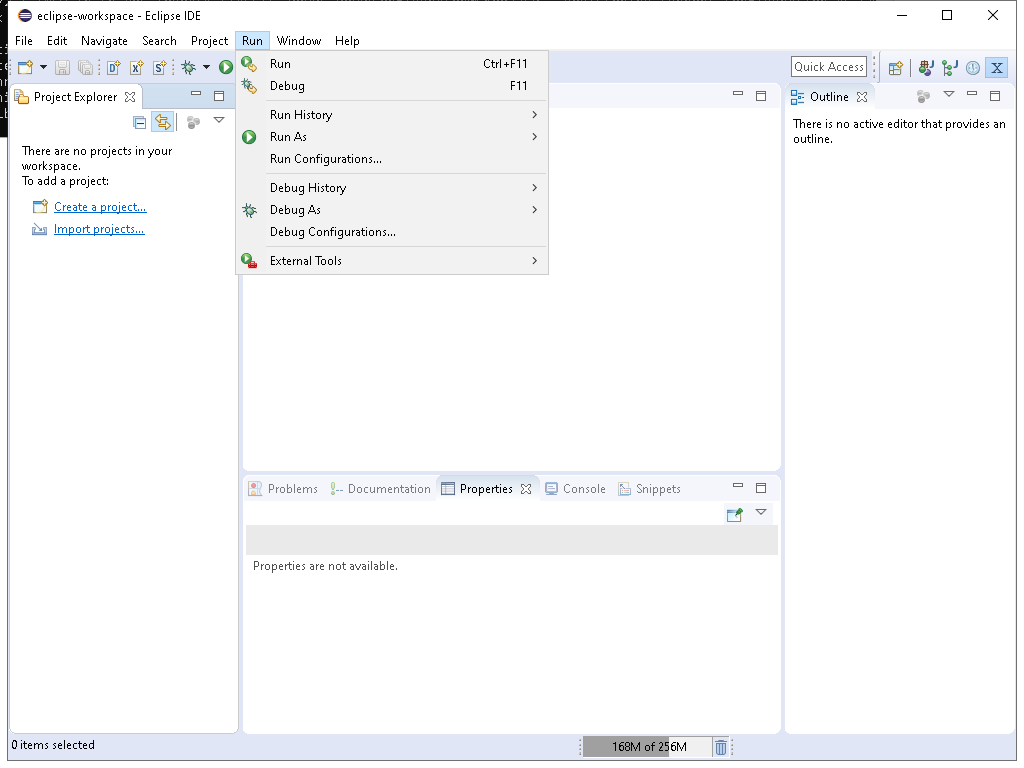 eclipse-workspace - Eclipse IDE
File Edit Navigate Search Project Run Window Help
Quick Access
Run Ctrl+F11
Debug F11
Run History
Run As
Run Configurations...
Debug History
Debug As
Debug Configurations...
External Tools
Project Explorer
There are no projects in your
workspace.
To add a project:
Create a project...
Import projects...
Outline
There is no active editor that provides an
outline.
Problems Documentation Properties Console Snippets
Properties are not available.
0 items selected
168M of 256M